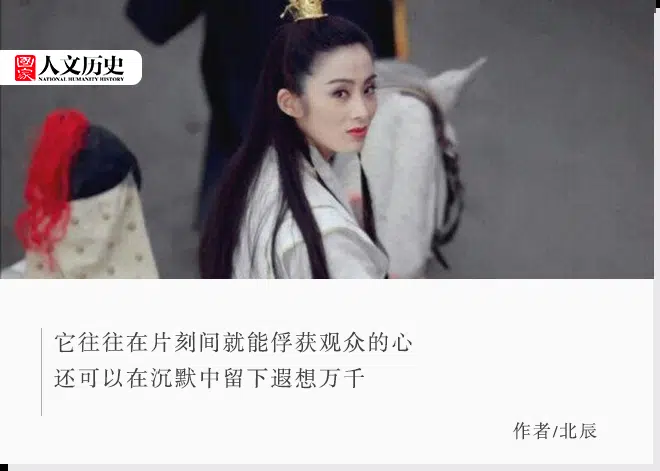 國家人文历史
NATIONAL HUMANITY HISTORY
它往往在片刻间就能俘获观众的心
还可以在沉默中留下遐想万千
作者/北辰